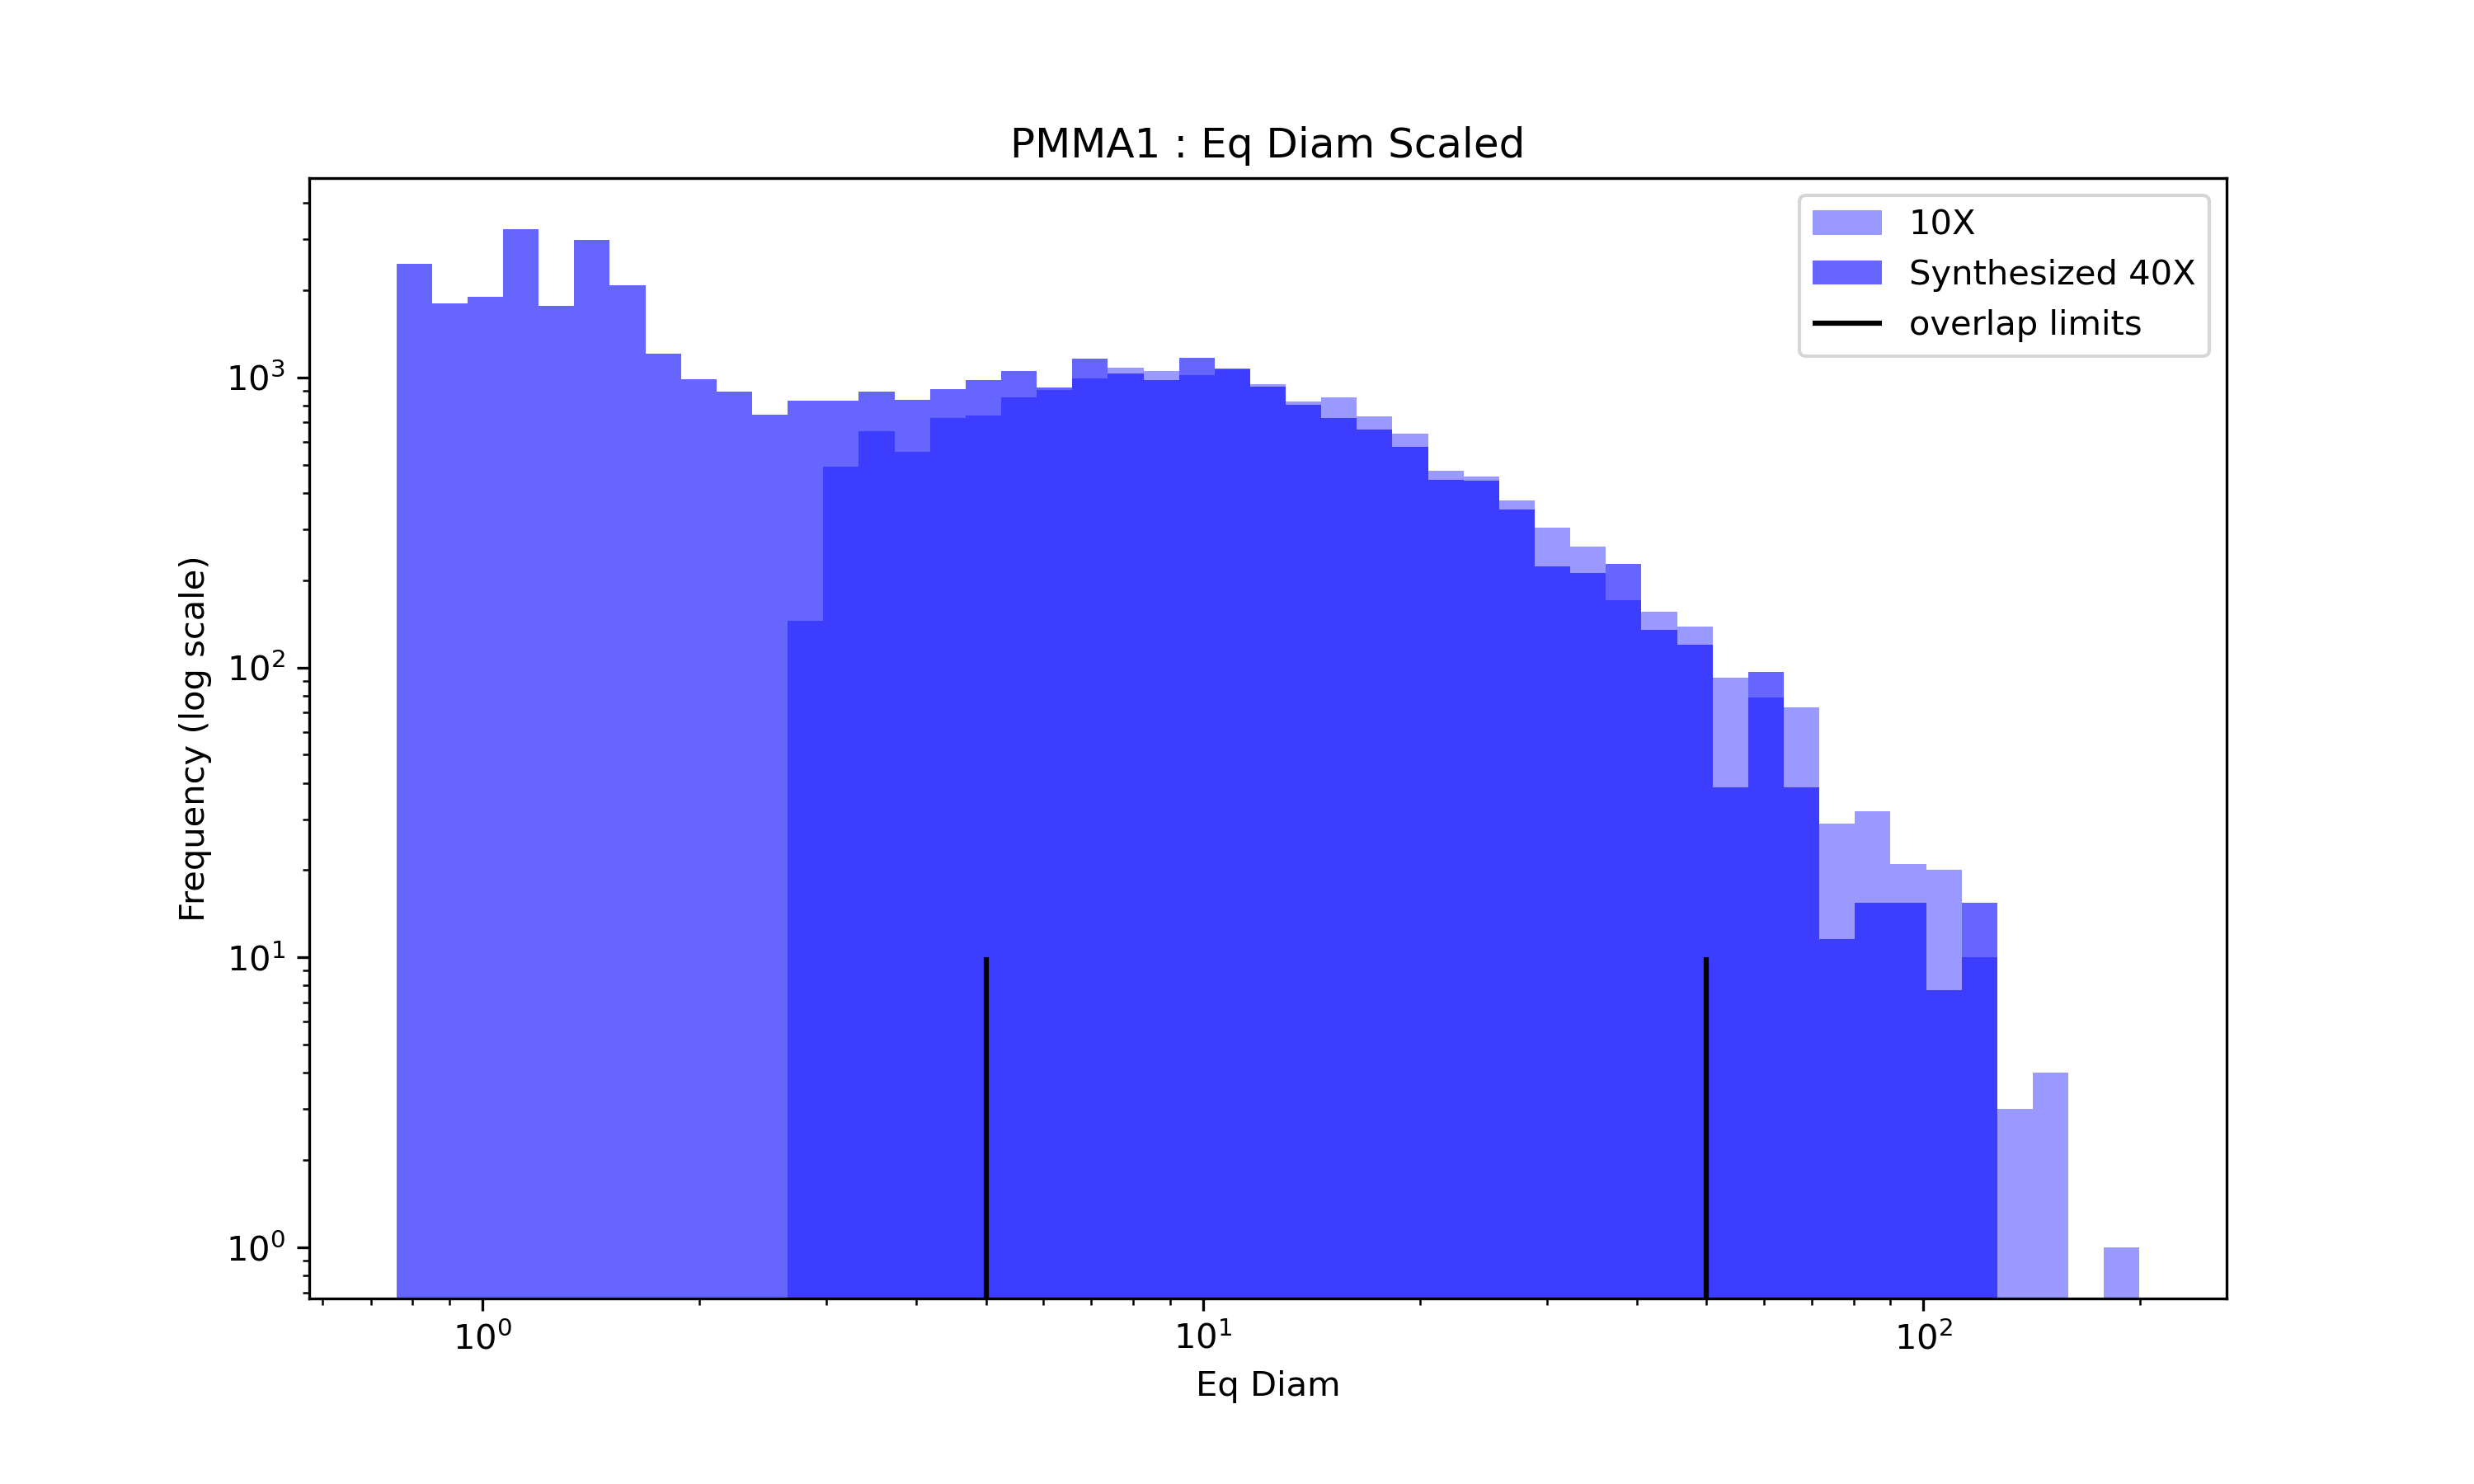 PMMA1 : Eq Diam Scaled
10X
Synthesized 40X
overlap limits
Frequency (log scale)
10³
10²
10¹
10⁰
10⁰ 10¹ 10²
Eq Diam